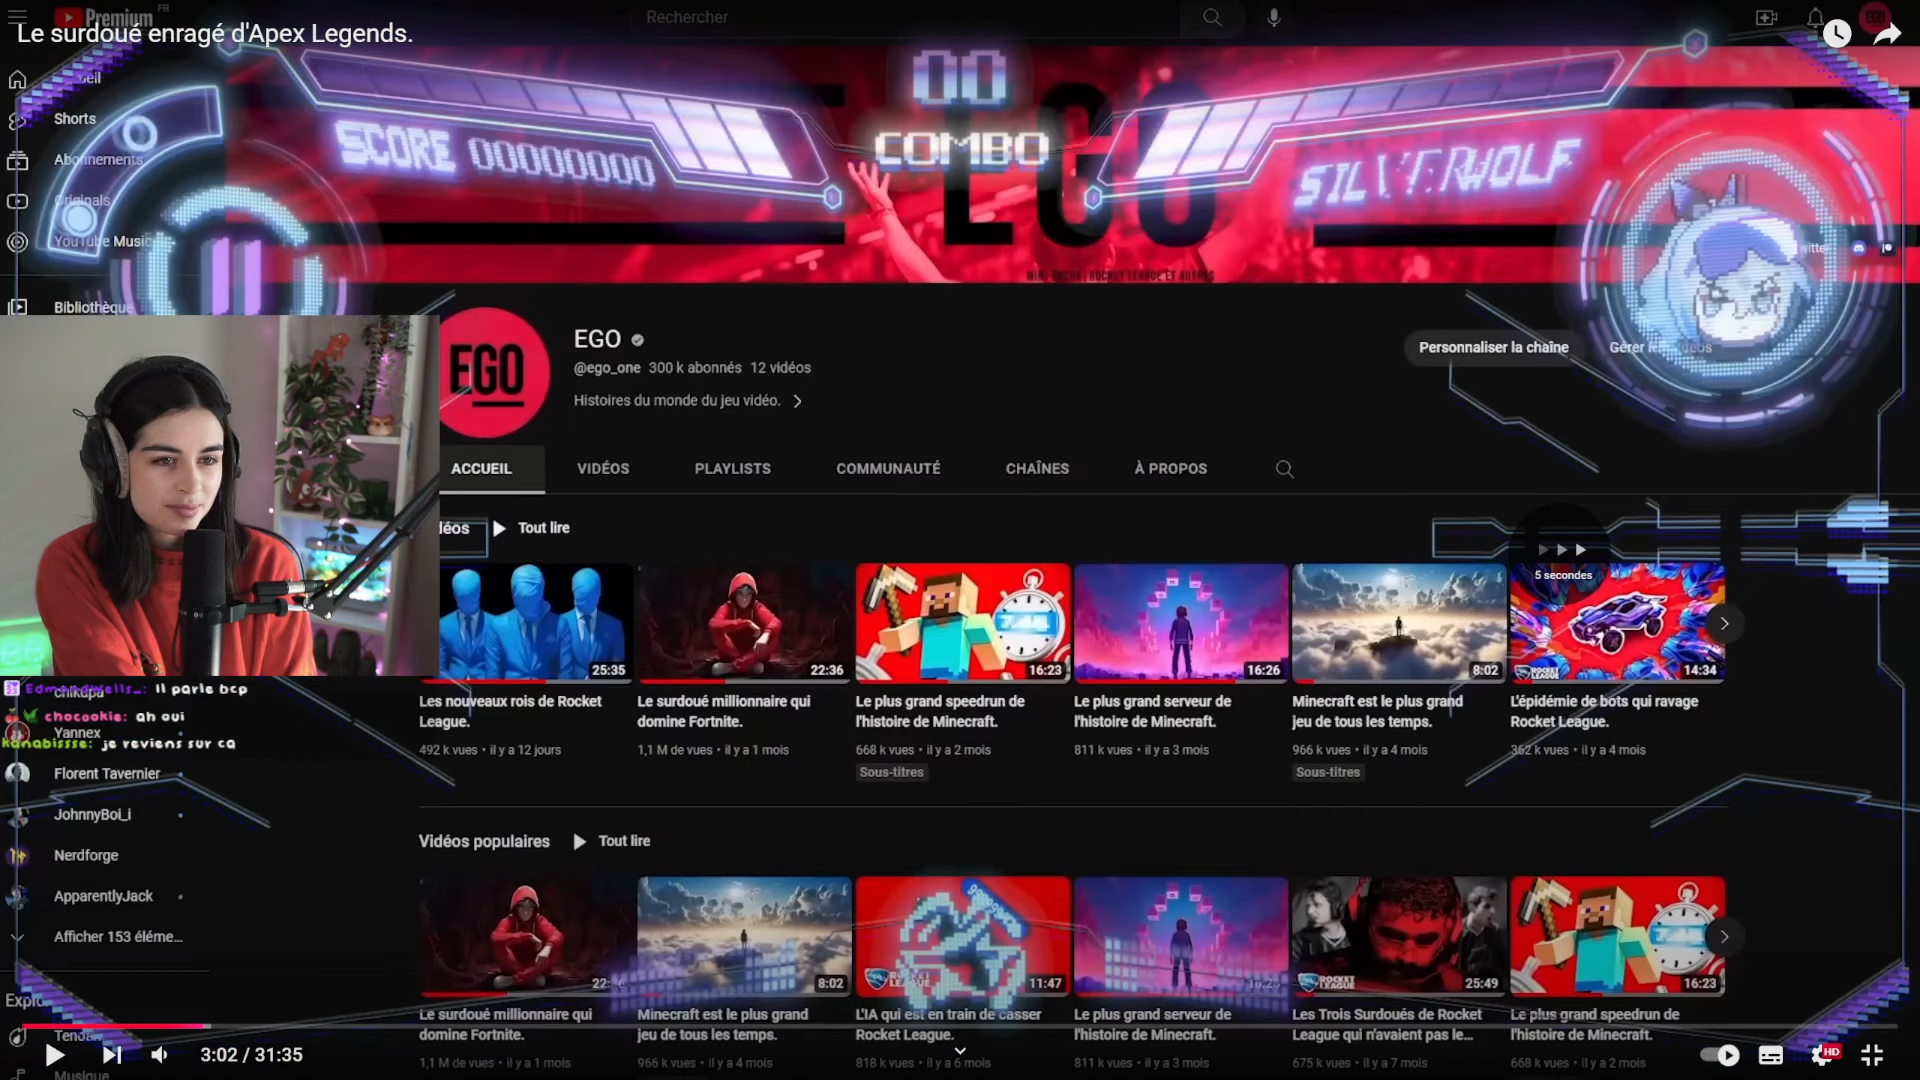 Premium FR
Rechercher
Le surdoué enragé d'Apex Legends.
Shorts
Abonnements
Originals
YouTube Music
Bibliothèque
SCORE 00000000
00
COMBO
SILVERWOLF
EGO
EGO
@ego_one 300 k abonnés 12 vidéos
Histoires du monde du jeu vidéo.
Personnaliser la chaîne
ACCUEIL
VIDÉOS
PLAYLISTS
COMMUNAUTÉ
CHAÎNES
À PROPOS
Tout lire
5 secondes
25:35
22:36
16:23
16:26
8:02
14:34
Les nouveaux rois de Rocket League.
492 k vues • il y a 12 jours
Le surdoué millionnaire qui domine Fortnite.
1,1 M de vues • il y a 1 mois
Le plus grand speedrun de l'histoire de Minecraft.
668 k vues • il y a 2 mois
Sous-titres
Le plus grand serveur de l'histoire de Minecraft.
811 k vues • il y a 3 mois
Minecraft est le plus grand jeu de tous les temps.
966 k vues • il y a 4 mois
Sous-titres
L'épidémie de bots qui ravage Rocket League.
362 k vues • il y a 4 mois
EdmondWells_: Il parle bcp
chocookie: ah oui
Yannex
kanabissse: je reviens sur ca
Florent Tavernier
JohnnyBoi_i
Nerdforge
ApparentlyJack
Afficher 153 éléme...
Vidéos populaires
Tout lire
8:02
11:47
25:49
16:23
Le surdoué millionnaire qui domine Fortnite.
1,1 M de vues • il y a 1 mois
Minecraft est le plus grand jeu de tous les temps.
966 k vues • il y a 4 mois
L'IA qui est en train de casser Rocket League.
818 k vues • il y a 6 mois
Le plus grand serveur de l'histoire de Minecraft.
811 k vues • il y a 3 mois
Les Trois Surdoués de Rocket League qui n'avaient pas le...
675 k vues • il y a 7 mois
Le plus grand speedrun de l'histoire de Minecraft.
668 k vues • il y a 2 mois
Musique
3:02 / 31:35
HD